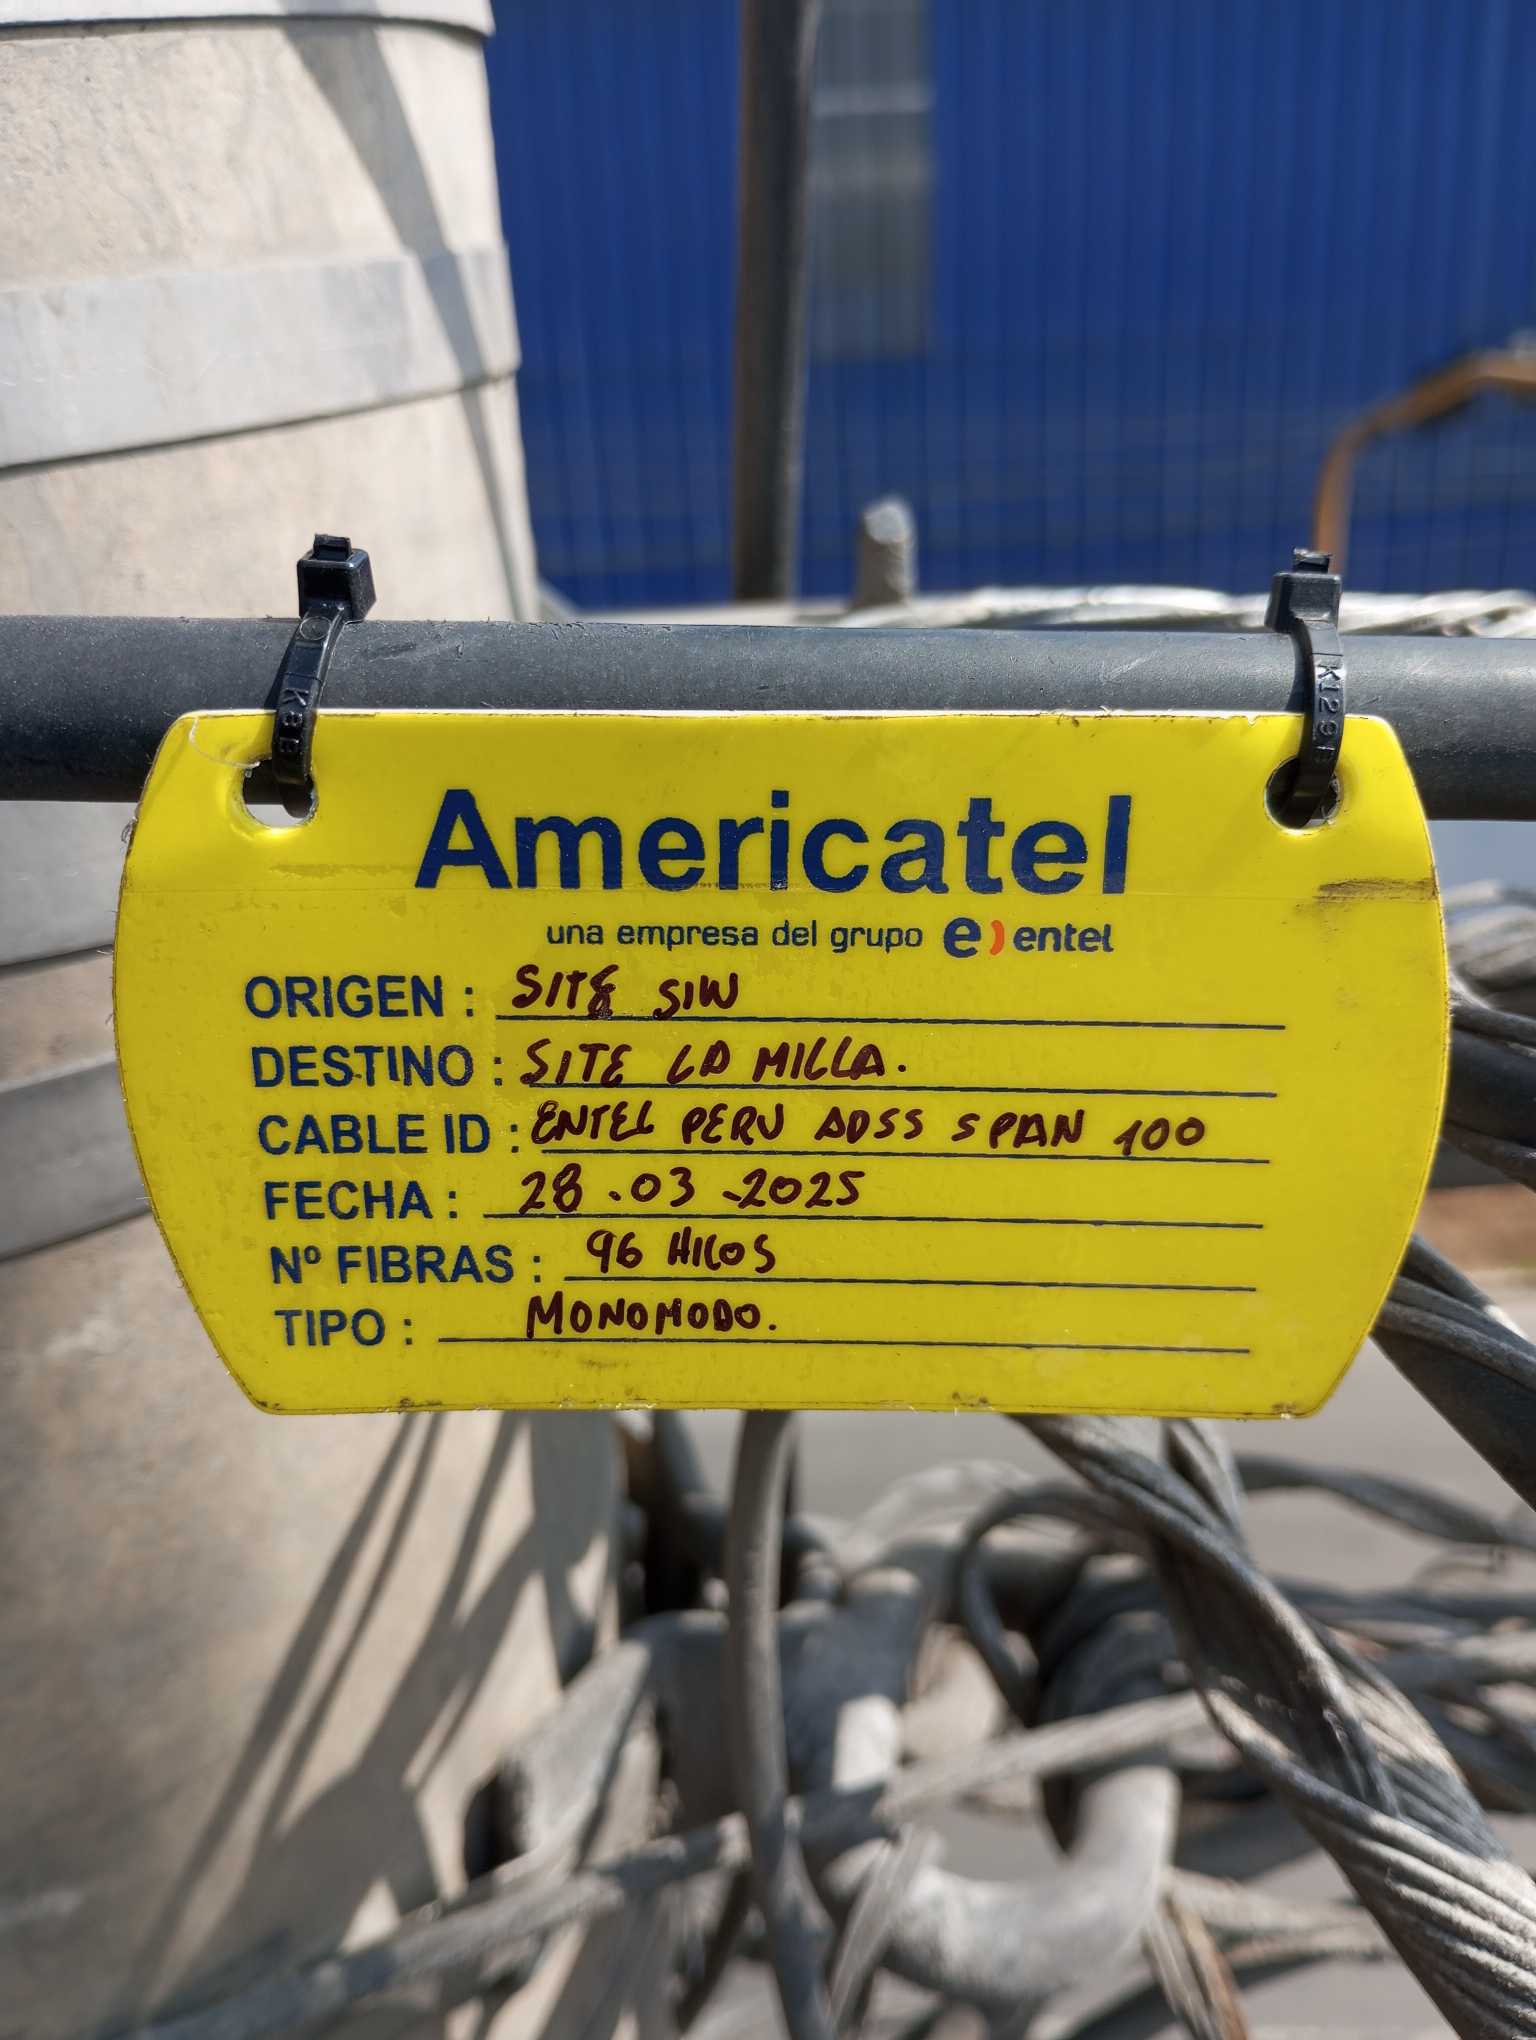 Americatel
una empresa del grupo e) entel
ORIGEN : SITE SIW
DESTINO : SITE LA MILLA.
CABLE ID : ENTEL PERU ADSS SPAN 100
FECHA : 28.03.2025
Nº FIBRAS : 96 HILOS
TIPO : MONOMODO.